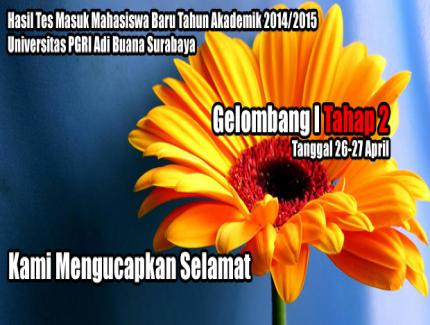 Hasil Tes Masuk Mahasiswa Baru Tahun Akademik 2014/2015
Universitas PGRI Adi Buana Surabaya
Gelombang I Tahap 2
Tanggal 26-27 April
Kami Mengucapkan Selamat